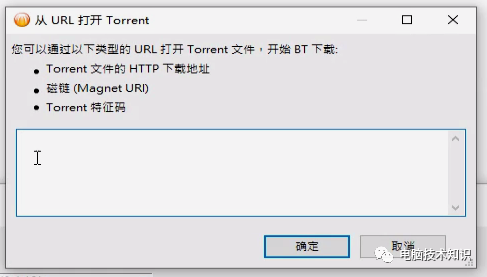 从 URL 打开 Torrent
您可以通过以下类型的 URL 打开 Torrent 文件，开始 BT 下载:
● Torrent 文件的 HTTP 下载地址
● 磁链 (Magnet URI)
● Torrent 特征码
确定
取消
电脑技术知识